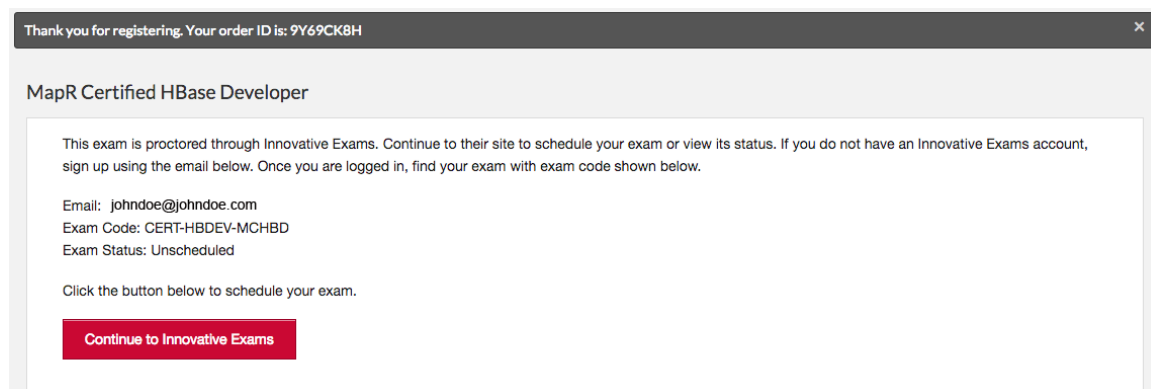 Thank you for registering. Your order ID is: 9Y69CK8H
×
MapR Certified HBase Developer
This exam is proctored through Innovative Exams. Continue to their site to schedule your exam or view its status. If you do not have an Innovative Exams account,
sign up using the email below. Once you are logged in, find your exam with exam code shown below.
Email: johndoe@johndoe.com
Exam Code: CERT-HBDEV-MCHBD
Exam Status: Unscheduled
Click the button below to schedule your exam.
Continue to Innovative Exams